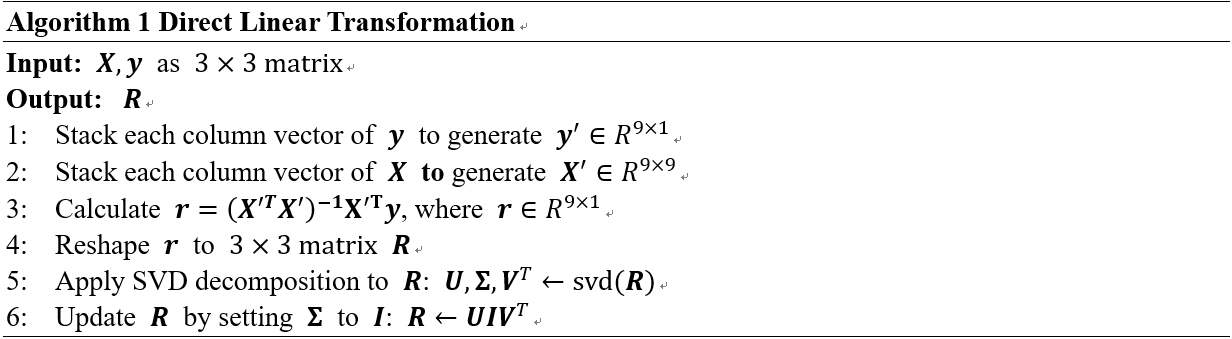 Algorithm 1 Direct Linear Transformation
Input: X, y as 3 × 3 matrix
Output: R
1: Stack each column vector of y to generate y′ ∈ R^{9×1}
2: Stack each column vector of X to generate X′ ∈ R^{9×9}
3: Calculate r = (X′^T X′)^{−1}X′^T y, where r ∈ R^{9×1}
4: Reshape r to 3 × 3 matrix R
5: Apply SVD decomposition to R: U, Σ, V^T ← svd(R)
6: Update R by setting Σ to I: R ← UIV^T